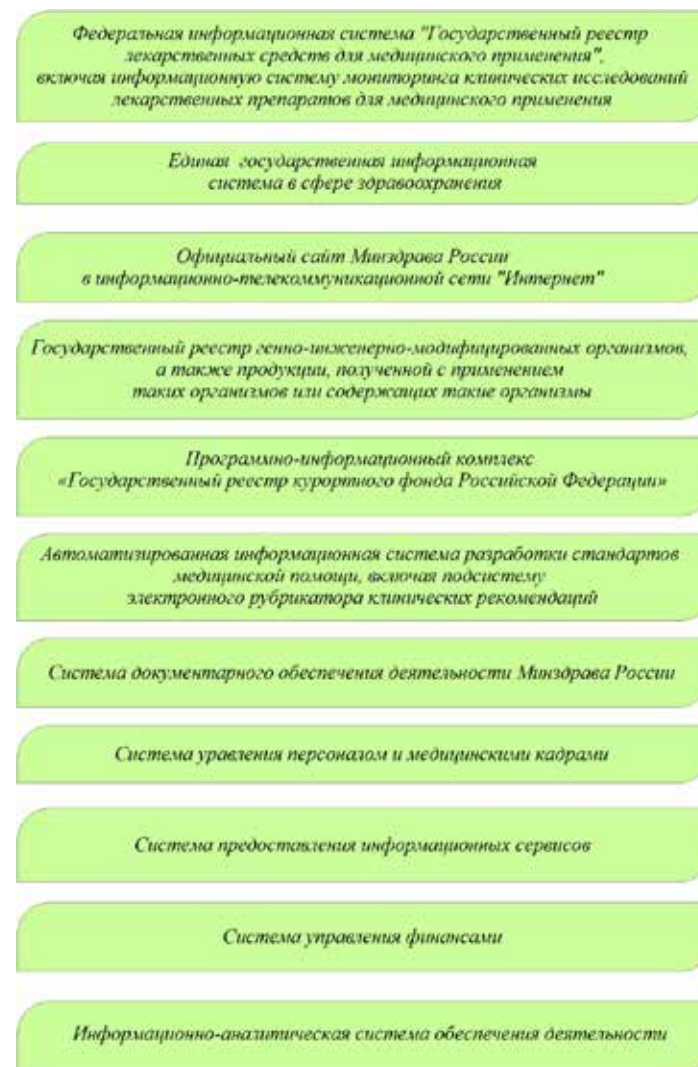 Федеральная информационная система "Государственный реестр
лекарственных средств для медицинского применения",
включая информационную систему мониторинга клинических исследований
лекарственных препаратов для медицинского применения
Единая государственная информационная
система в сфере здравоохранения
Официальный сайт Минздрава России
в информационно-телекоммуникационной сети "Интернет"
Государственный реестр генно-инженерно-модифицированных организмов,
а также продукции, полученной с применением
таких организмов или содержащих такие организмы
Программно-информационный комплекс
«Государственный реестр курортного фонда Российской Федерации»
Автоматизированная информационная система разработки стандартов
медицинской помощи, включая подсистему
электронного рубрикатора клинических рекомендаций
Система документарного обеспечения деятельности Минздрава России
Система уравления персоналом и медицинскими кадрами
Система предоставления информационных сервисов
Система управления финансами
Информационно-аналитическая система обеспечения деятельности